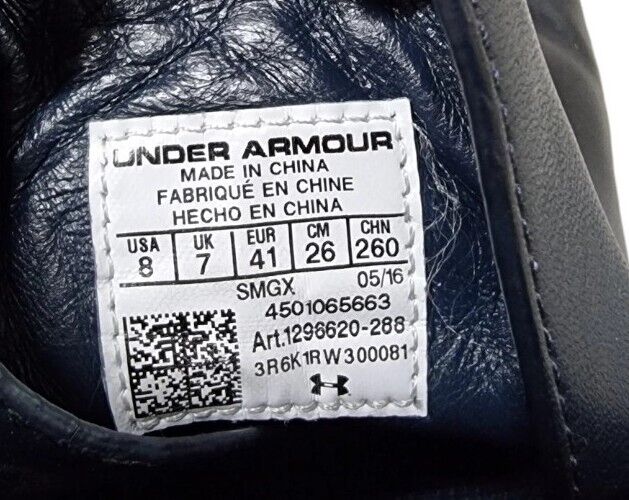 UNDER ARMOUR
MADE IN CHINA
FABRIQUÉ EN CHINE
HECHO EN CHINA
USA UK EUR CM CHN
8 7 41 26 260
SMGX 05/16
4501065663
Art.1296620-288
3R6K1RW300081